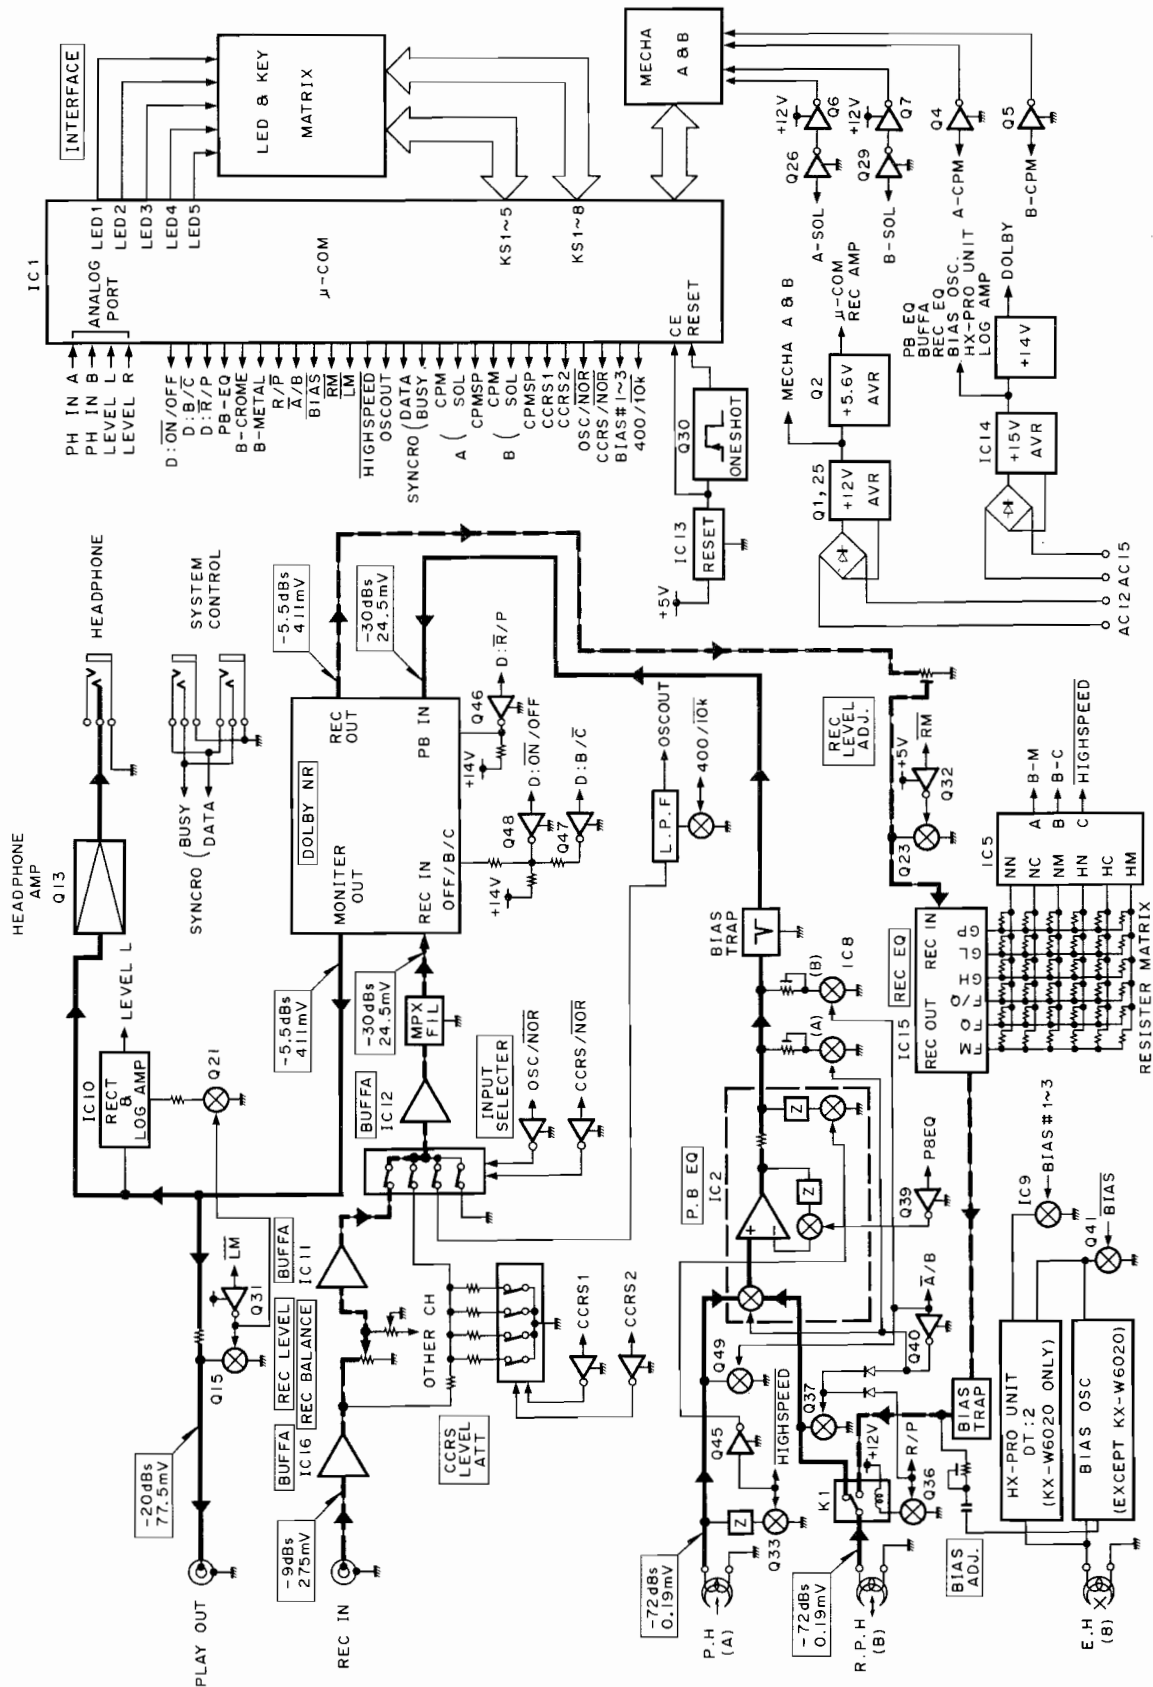 INTERFACE
LED & KEY
MATRIX
MECHA
A & B
IC1
μ-COM
LED1
LED2
LED3
LED4
LED5
ANALOG
PORT
KS1~5
KS1~8
CE
RESET
PH IN A
PH IN B
LEVEL L
LEVEL R
D:ON/OFF
D:B/C
D:R/P
PB-EQ
B-CROME
B-METAL
R/P
A/B
BIAS
RM
LM
HIGHSPEED
OSCOUT
SYNCRO(DATA
BUSY.
A ( CPM
SOL
CPMSP
B ( CPM
SOL
CPMSP
CCRS1
CCRS2
OSC/NOR
CCRS/NOR
BIAS#1~3
400/10k
Q30
ONESHOT
IC13
RESET
+5V
+12V
Q6
Q26
A-SOL
+12V
Q7
Q29
B-SOL
Q4
A-CPM
Q5
B-CPM
MECHA A & B
Q1,25
+12V
AVR
Q2
+5.6V
AVR
μ-COM
REC AMP
PB EQ
BUFFA
REC EQ
BIAS OSC.
HX-PRO UNIT
LOG AMP
IC14
+15V
AVR
+14V
DOLBY
AC12
AC15
HEADPHONE
SYSTEM
CONTROL
SYNCRO (BUSY
DATA
HEADPHONE
AMP
Q13
LEVEL L
IC10
RECT
&
LOG AMP
Q21
-5.5dBs
411mV
-30dBs
24.5mV
DOLBY NR
REC
OUT
PB IN
MONITER
OUT
REC IN
OFF/B/C
+14V
Q46
D:R/P
+14V
Q48
D:ON/OFF
Q47
D:B/C
-5.5dBs
411mV
-30dBs
24.5mV
MPX
FIL
BUFFA
IC12
INPUT
SELECTER
OSC/NOR
CCRS/NOR
L.P.F
OSCOUT
400/10k
LM
Q31
Q15
BUFFA
IC11
REC LEVEL
REC BALANCE
OTHER CH
BUFFA
IC16
CCRS
LEVEL
ATT
CCRS1
CCRS2
-20dBs
77.5mV
-9dBs
275mV
PLAY OUT
REC IN
BIAS
TRAP
(B)
(A)
IC8
P.B EQ
IC2
Z
Z
+
-
Q39
P8EQ
A/B
Q40
Q49
Q45
Q37
HIGHSPEED
Z
Q33
-72dBs
0.19mV
P.H
(A)
-72dBs
0.19mV
R.P.H
(B)
K1
+12V
R/P
Q36
BIAS
ADJ.
BIAS
TRAP
REC
LEVEL
ADJ.
+5V
RM
Q32
Q23
IC5
NN
NC
NM
HN
HC
HM
A
B
C
B-M
B-C
HIGHSPEED
REC EQ
IC15
REC OUT
REC IN
FM
FQ
F/Q
GH
GL
GP
RESISTER MATRIX
IC9
BIAS#1~3
Q41
BIAS
HX-PRO UNIT
DT:2
(KX-W6020 ONLY)
BIAS OSC
(EXCEPT KX-W6020)
E.H
(8)